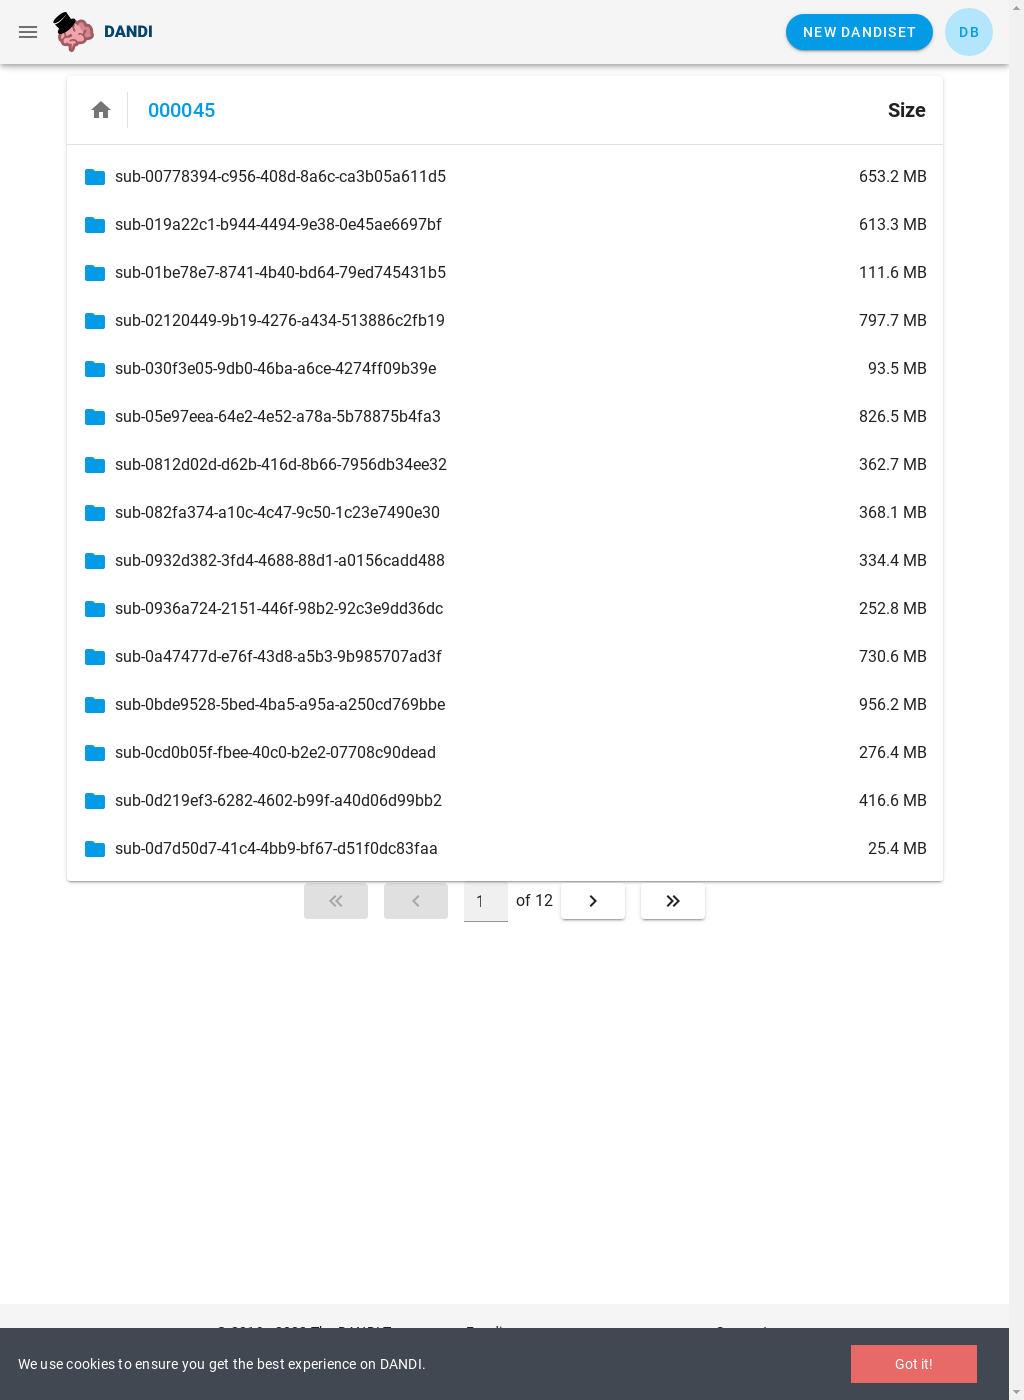 DANDI
NEW DANDISET
DB
000045
Size
sub-00778394-c956-408d-8a6c-ca3b05a611d5 653.2 MB
sub-019a22c1-b944-4494-9e38-0e45ae6697bf 613.3 MB
sub-01be78e7-8741-4b40-bd64-79ed745431b5 111.6 MB
sub-02120449-9b19-4276-a434-513886c2fb19 797.7 MB
sub-030f3e05-9db0-46ba-a6ce-4274ff09b39e 93.5 MB
sub-05e97eea-64e2-4e52-a78a-5b78875b4fa3 826.5 MB
sub-0812d02d-d62b-416d-8b66-7956db34ee32 362.7 MB
sub-082fa374-a10c-4c47-9c50-1c23e7490e30 368.1 MB
sub-0932d382-3fd4-4688-88d1-a0156cadd488 334.4 MB
sub-0936a724-2151-446f-98b2-92c3e9dd36dc 252.8 MB
sub-0a47477d-e76f-43d8-a5b3-9b985707ad3f 730.6 MB
sub-0bde9528-5bed-4ba5-a95a-a250cd769bbe 956.2 MB
sub-0cd0b05f-fbee-40c0-b2e2-07708c90dead 276.4 MB
sub-0d219ef3-6282-4602-b99f-a40d06d99bb2 416.6 MB
sub-0d7d50d7-41c4-4bb9-bf67-d51f0dc83faa 25.4 MB
1 of 12
We use cookies to ensure you get the best experience on DANDI.
Got it!